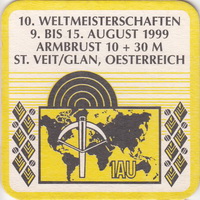 10. WELTMEISTERSCHAFTEN
9. BIS 15. AUGUST 1999
ARMBRUST 10 + 30 M
ST. VEIT/GLAN, OESTERREICH
IAU